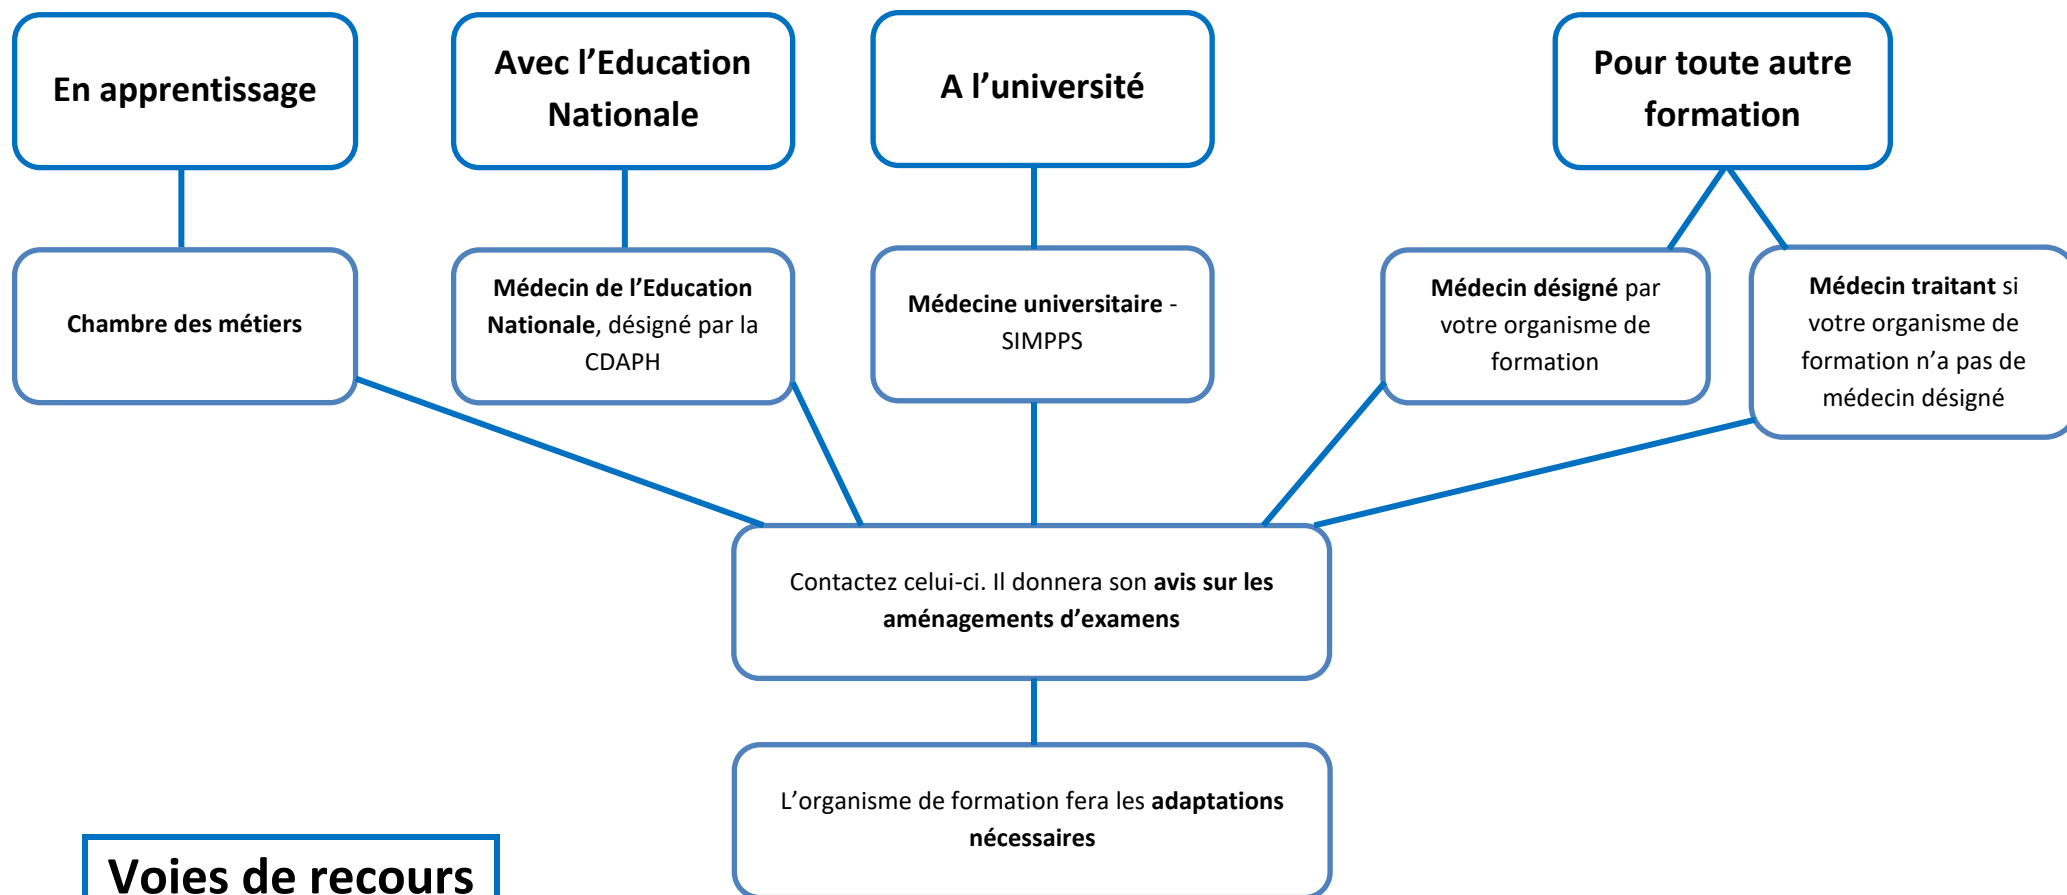 En apprentissage
Avec l’Education
Nationale
A l’université
Pour toute autre
formation
Chambre des métiers
Médecin de l’Education
Nationale, désigné par la
CDAPH
Médecine universitaire -
SIMPPS
Médecin désigné par
votre organisme de
formation
Médecin traitant si
votre organisme de
formation n’a pas de
médecin désigné
Contactez celui-ci. Il donnera son avis sur les
aménagements d’examens
L’organisme de formation fera les adaptations
nécessaires
Voies de recours